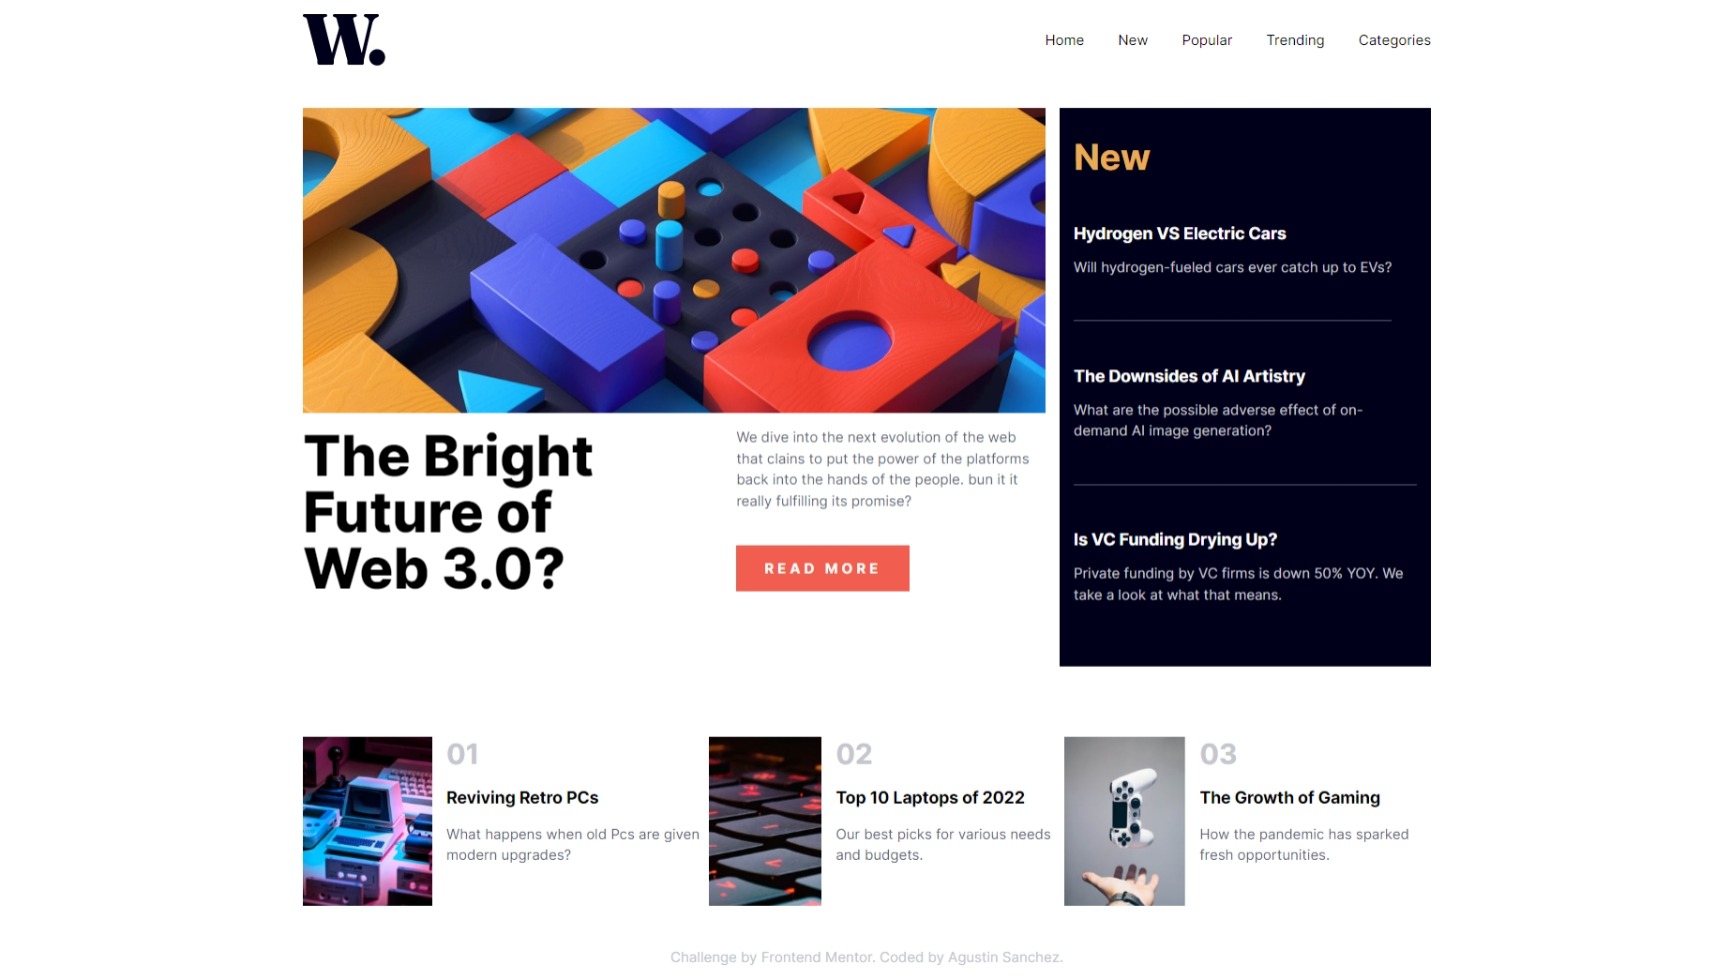 W.
Home New Popular Trending Categories
The Bright
Future of
Web 3.0?
We dive into the next evolution of the web
that clains to put the power of the platforms
back into the hands of the people. bun it it
really fulfilling its promise?
READ MORE
New
Hydrogen VS Electric Cars
Will hydrogen-fueled cars ever catch up to EVs?
The Downsides of AI Artistry
What are the possible adverse effect of on-
demand AI image generation?
Is VC Funding Drying Up?
Private funding by VC firms is down 50% YOY. We
take a look at what that means.
01
Reviving Retro PCs
What happens when old Pcs are given
modern upgrades?
02
Top 10 Laptops of 2022
Our best picks for various needs
and budgets.
03
The Growth of Gaming
How the pandemic has sparked
fresh opportunities.
Challenge by Frontend Mentor. Coded by Agustin Sanchez.